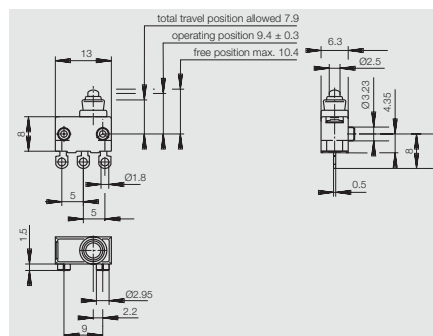 total travel position allowed 7.9
operating position 9.4 ± 0.3
free position max. 10.4
13
8
5
5
Ø1.8
6.3
Ø2.5
Ø3.23
4.35
8
0.5
1.5
Ø2.95
2.2
9